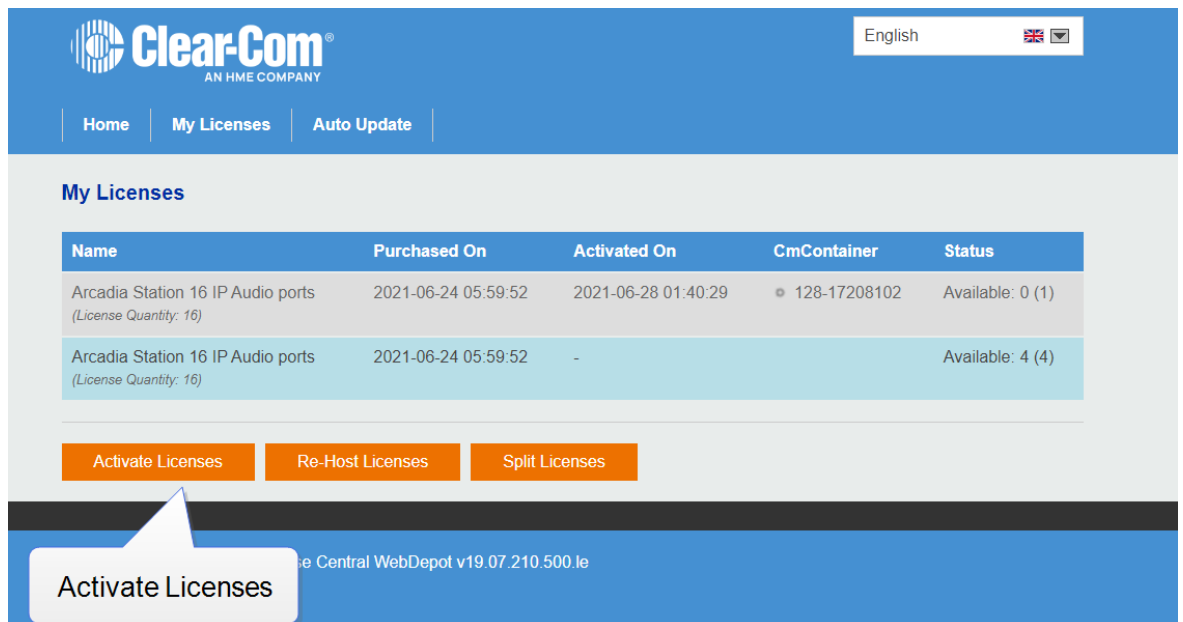 Clear-Com®
AN HME COMPANY
English
Home My Licenses Auto Update
My Licenses
Name Purchased On Activated On CmContainer Status
Arcadia Station 16 IP Audio ports 2021-06-24 05:59:52 2021-06-28 01:40:29 128-17208102 Available: 0 (1)
(License Quantity: 16)
Arcadia Station 16 IP Audio ports 2021-06-24 05:59:52 - Available: 4 (4)
(License Quantity: 16)
Activate Licenses Re-Host Licenses Split Licenses
Central WebDepot v19.07.210.500.le
Activate Licenses